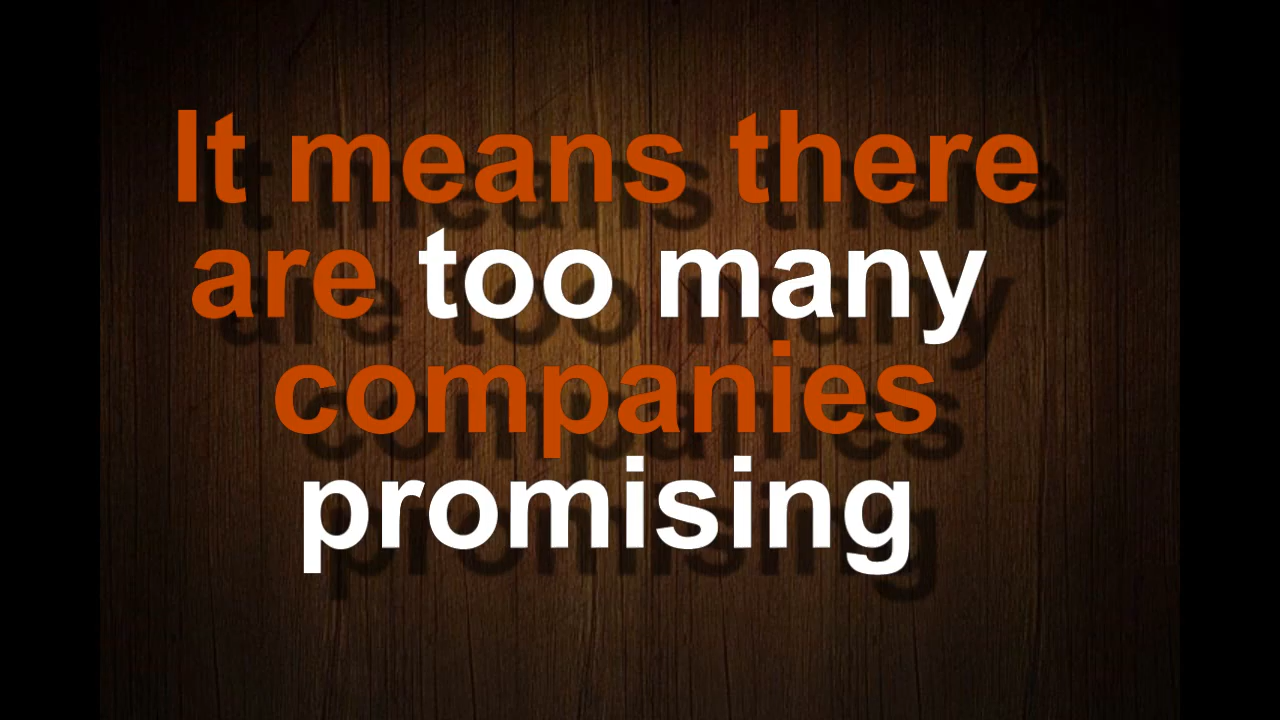 It means there
are too many
companies
promising